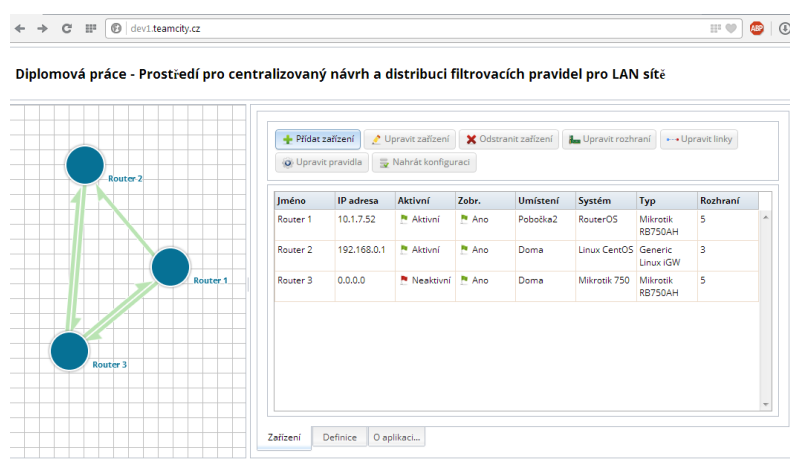 dev1.teamcity.cz
ABP
Diplomová práce - Prostředí pro centralizovaný návrh a distribuci filtrovacích pravidel pro LAN sítě
Router 2
Router 1
Router 3
Přídat zařízení Upravit zařízení Odstranit zařízení Upravit rozhraní Upravit linky
Upravit pravidla Nahrát konfiguraci
Jméno IP adresa Aktivní Zobr. Umístení Systém Typ Rozhraní
Router 1 10.1.7.52 Aktivní Ano Pobočka2 RouterOS Mikrotik 5
RB750AH
Router 2 192.168.0.1 Aktivní Ano Doma Linux CentOS Generic 3
Linux iGW
Router 3 0.0.0.0 Neaktivní Ano Doma Mikrotik 750 Mikrotik 5
RB750AH
Zařízení Definice O aplikaci...